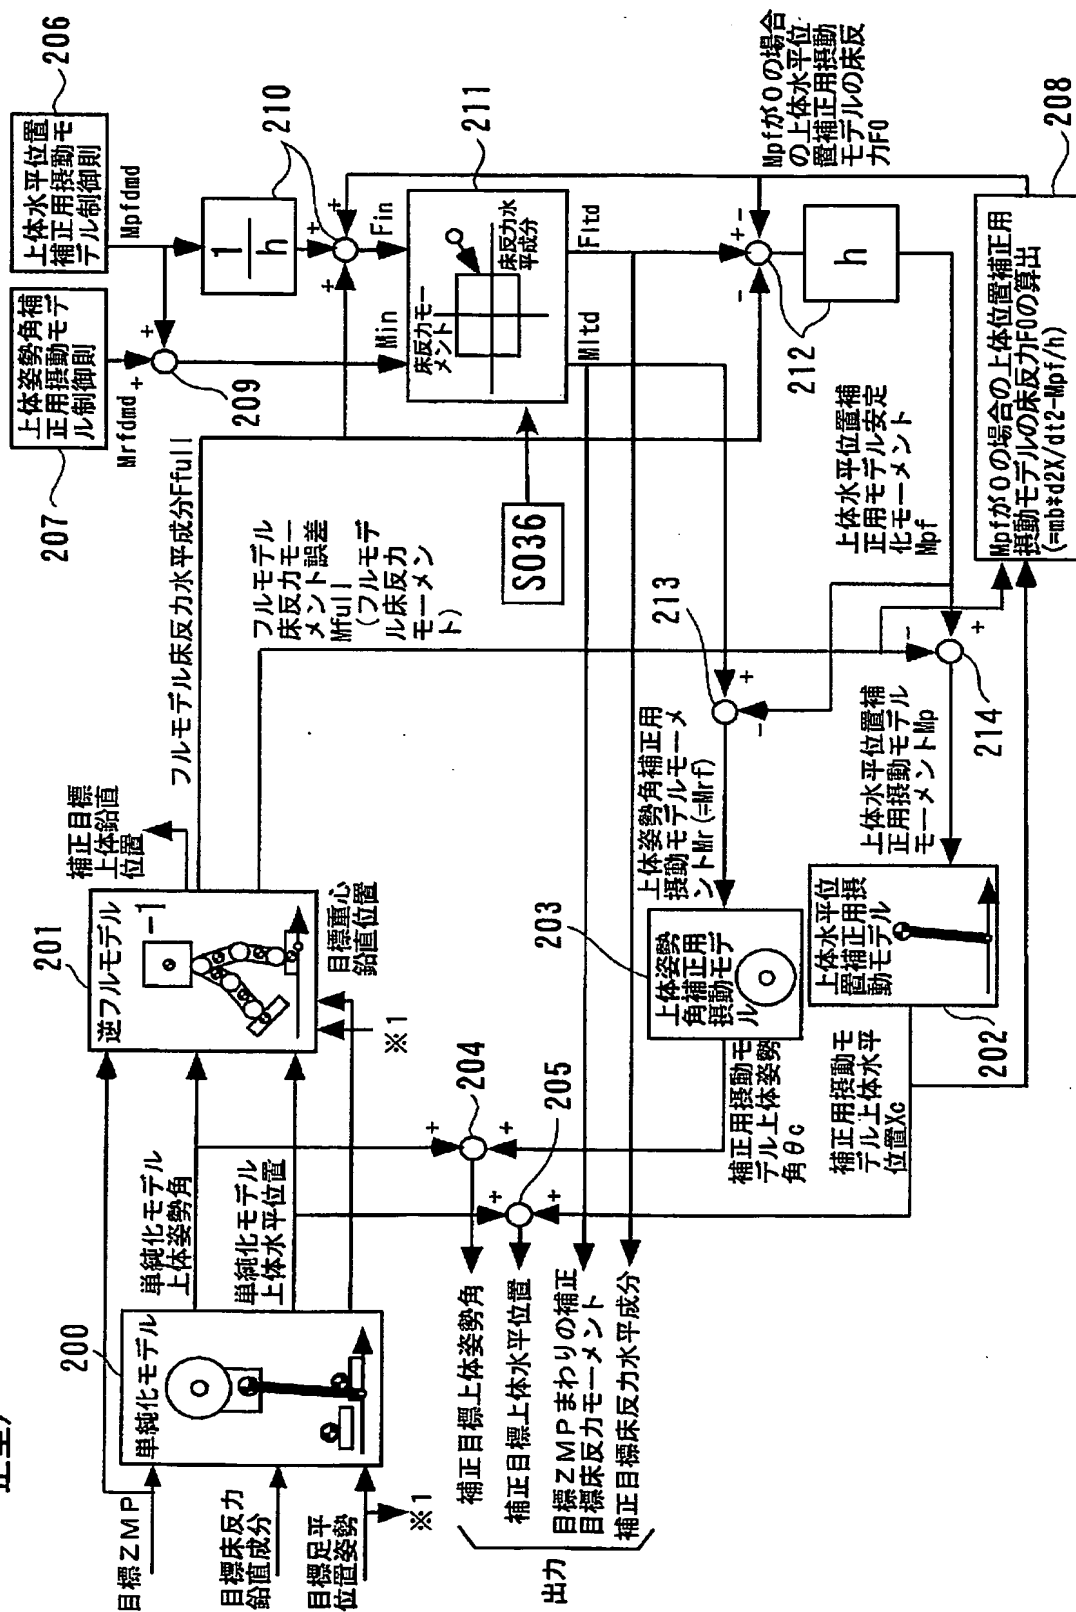 206
上体水平位置
補正用摂動モ
デル制御則
Mpfdmd
207
上体姿勢角補
正用摂動モデ
ル制御則
Mrfdmd
+
+
209
1
h
210
+
+
+
Fin
Min
211
床反力モー
メント
床反力水
平成分
Fltd
Mltd
SO36
Mpfが0の場合
の上体水平位
置補正用摂動
モデルの床反
力F0
+
-
-
212
h
208
Mpfが0の場合の上体位置補正用
摂動モデルの床反力F0の算出
(=mb*d2X/dt2-Mpf/h)
上体水平位置補
正用モデル安定
化モーメント
Mpf
フルモデル床反力水平成分Ffull
フルモデル
床反力モー
メント誤差
Mfull
(フルモデ
ル床反力
モーメン
ト)
213
+
-
214
-
+
上体姿勢角補正用
摂動モデルモーメ
ントMr(=Mrf)
上体水平位置補
正用摂動モデル
モーメントMp
補正目標
上体鉛直
位置
201
逆フルモデル
-1
目標重心
鉛直位置
※1
203
上体姿勢
角補正用
摂動モデ
ル
202
上体水平位
置補正用摂
動モデル
補正用摂動モ
デル上体姿勢
角θc
補正用摂動モ
デル上体水平
位置Xc
204
+
+
205
+
+
単純化モデル
上体姿勢角
単純化モデル
上体水平位置
200
単純化モデル
目標ZMP
目標床反力
鉛直成分
目標足平
位置姿勢
※1
補正目標上体姿勢角
補正目標上体水平位置
目標ZMPまわりの補正
目標床反力モーメント
補正目標床反力水平成分
出力